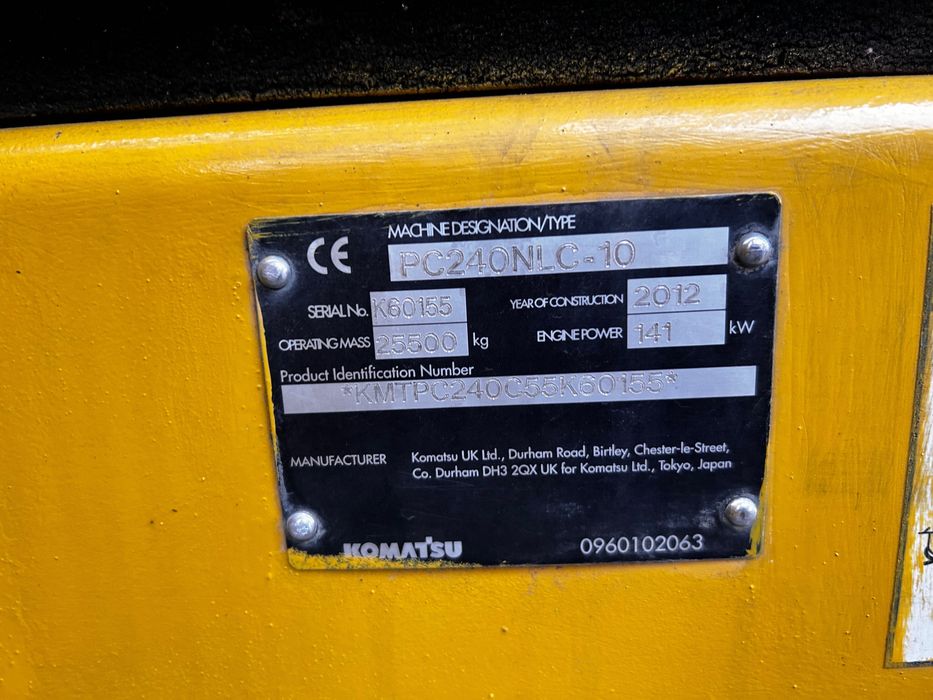 CE
MACHINE DESIGNATION/TYPE
PC240NLC-10
SERIAL No. K60155
YEAR OF CONSTRUCTION 2012
OPERATING MASS 25500 kg
ENGINE POWER 141 kW
Product Identification Number
*KMTPC240C55K60155*
MANUFACTURER
Komatsu UK Ltd., Durham Road, Birtley, Chester-le-Street,
Co. Durham DH3 2QX UK for Komatsu Ltd., Tokyo, Japan
KOMATSU
0960102063